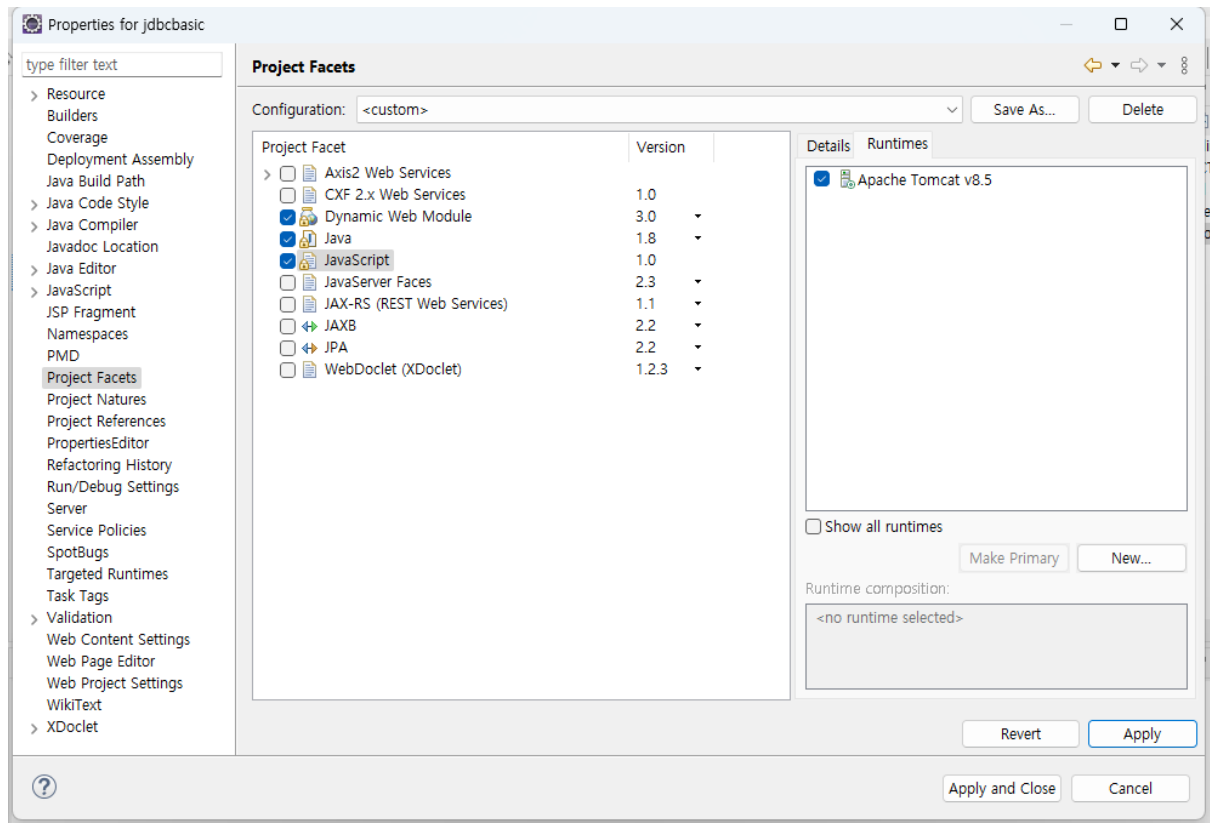 Properties for jdbcbasic
type filter text
Resource
Builders
Coverage
Deployment Assembly
Java Build Path
Java Code Style
Java Compiler
Javadoc Location
Java Editor
JavaScript
JSP Fragment
Namespaces
PMD
Project Facets
Project Natures
Project References
PropertiesEditor
Refactoring History
Run/Debug Settings
Server
Service Policies
SpotBugs
Targeted Runtimes
Task Tags
Validation
Web Content Settings
Web Page Editor
Web Project Settings
WikiText
XDoclet
Project Facets
Configuration: <custom> Save As... Delete
Project Facet Version
Axis2 Web Services
CXF 2.x Web Services 1.0
Dynamic Web Module 3.0
Java 1.8
JavaScript 1.0
JavaServer Faces 2.3
JAX-RS (REST Web Services) 1.1
JAXB 2.2
JPA 2.2
WebDoclet (XDoclet) 1.2.3
Details Runtimes
Apache Tomcat v8.5
Show all runtimes
Make Primary New...
Runtime composition:
<no runtime selected>
Revert Apply
Apply and Close Cancel